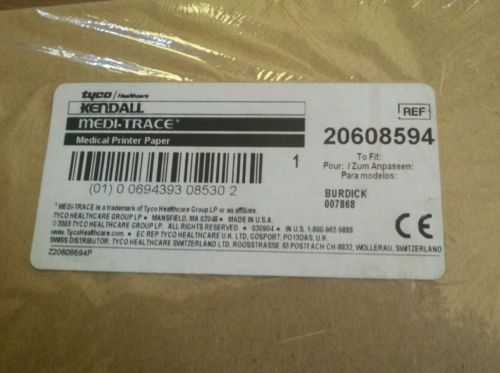 tyco / Healthcare
KENDALL
MEDI-TRACE*
Medical Printer Paper
REF
20608594
1
To Fit:
Pour: / Zum Anpassen:
Para modelos:
BURDICK
007868
(01) 0 0694393 08530 2
* MEDI-TRACE is a trademark of Tyco Healthcare Group LP or an affiliate.
TYCO HEALTHCARE GROUP LP • MANSFIELD, MA 02048 • MADE IN U.S.A.
© 2003 TYCO HEALTHCARE GROUP LP. ALL RIGHTS RESERVED. • 030904 • IN U.S. 1-800-962-9888
www.TycoHealthcare.com • EC REP TYCO HEALTHCARE U.K. LTD, GOSPORT, PO130AS, U.K.
SWISS DISTRIBUTOR: TYCO HEALTHCARE SWITZERLAND LTD, ROOSSTRASSE 53 POSTFACH CH-8832, WOLLERAU, SWITZERLAND
CE
Z20608594P